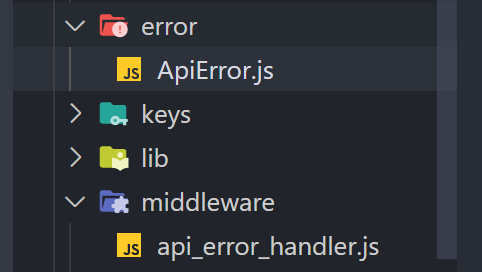 error
JS ApiError.js
keys
lib
middleware
JS api_error_handler.js